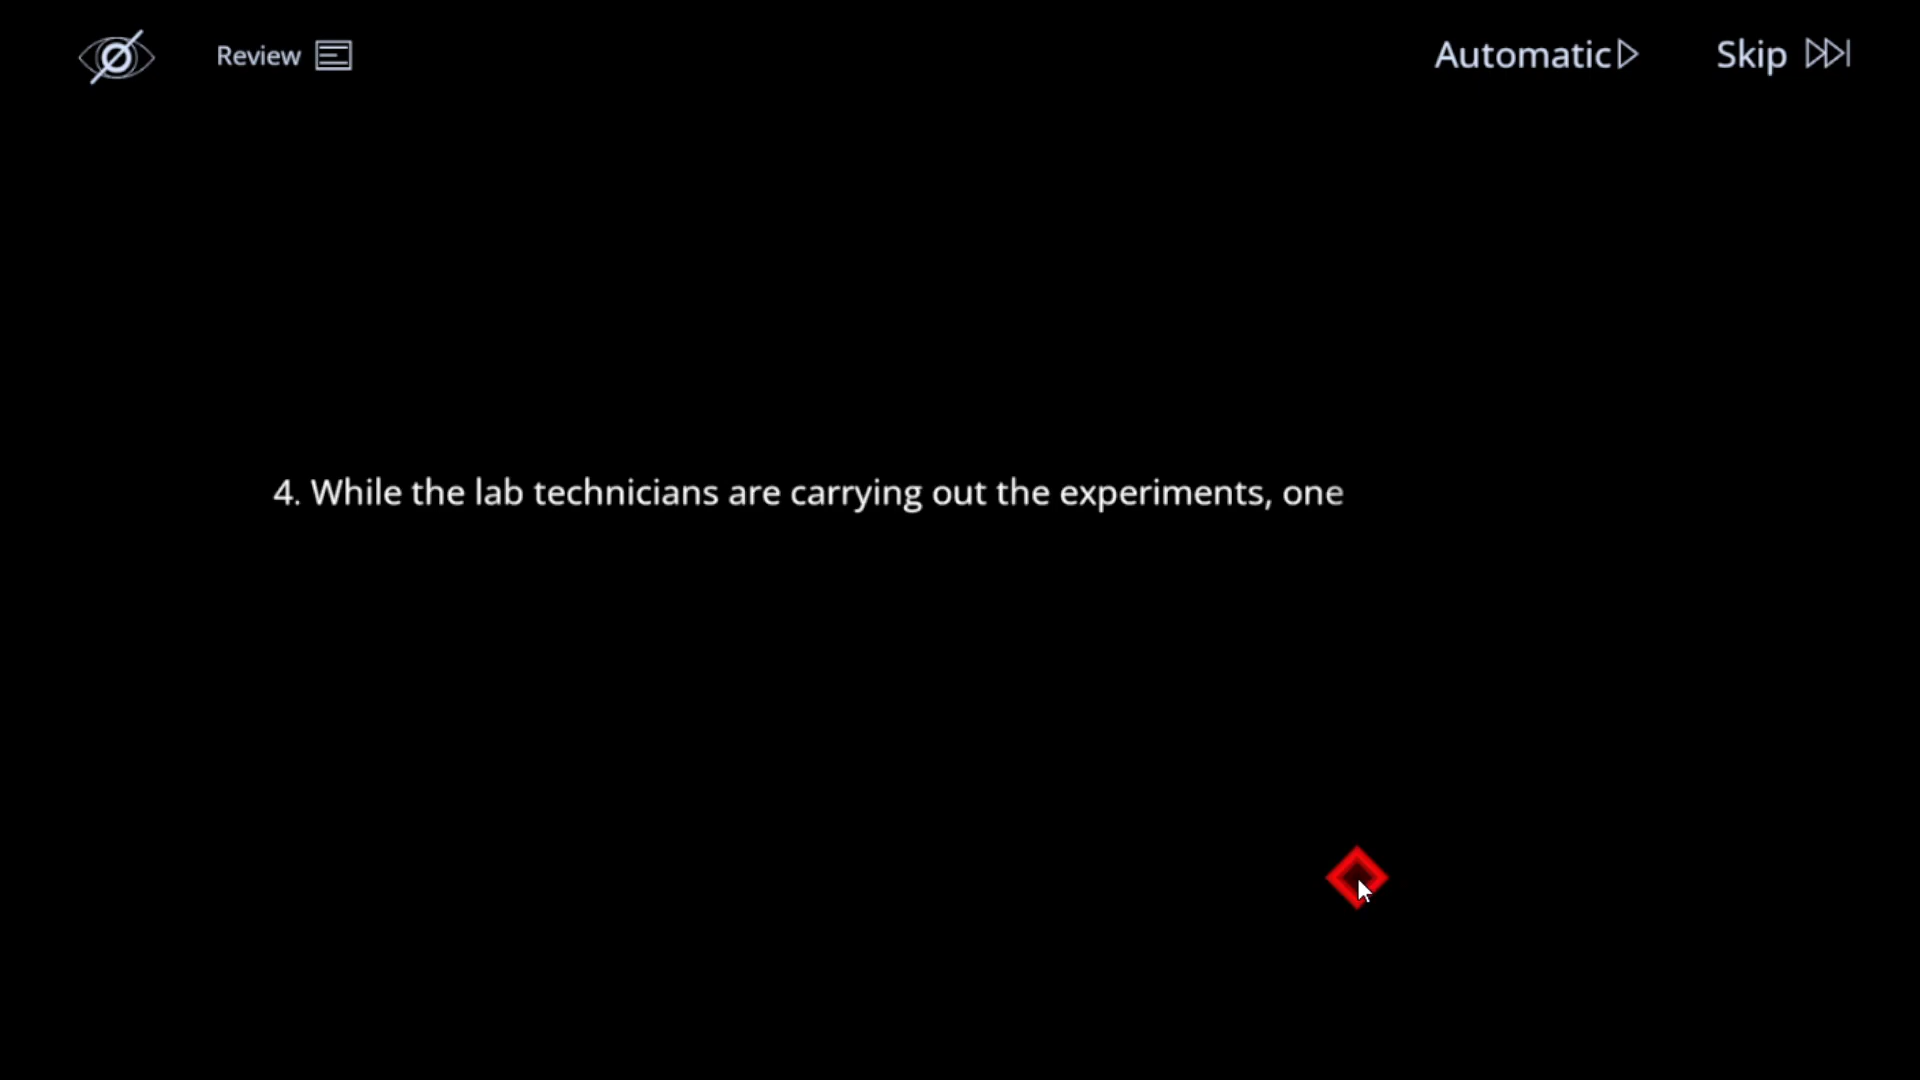 Review
Automatic
Skip
4. While the lab technicians are carrying out the experiments, one